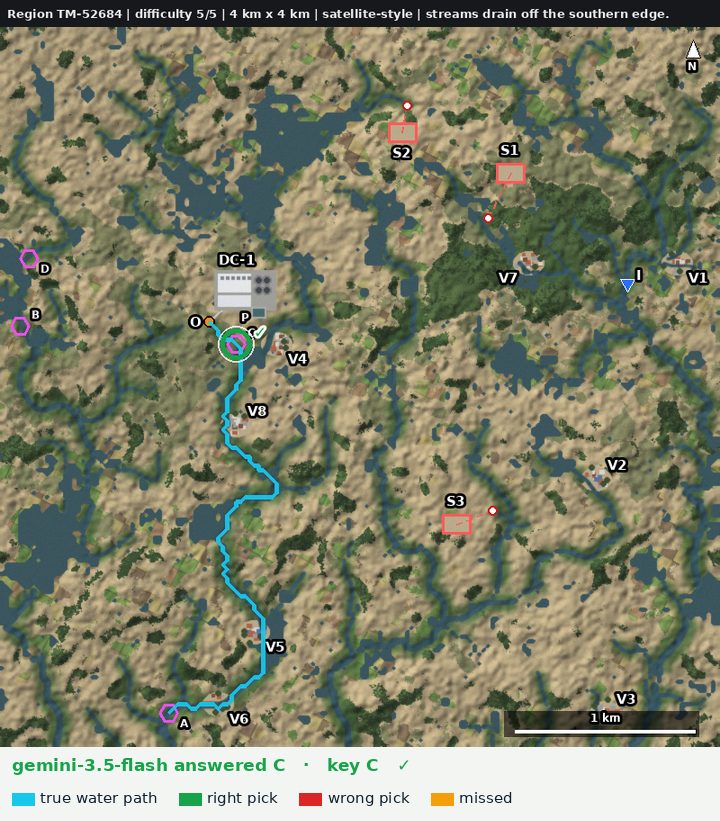 Region TM-52684 | difficulty 5/5 | 4 km x 4 km | satellite-style | streams drain off the southern edge.
N
S2
S1
D
DC-1
V7
I
V1
B
O
P
C
V4
V8
V2
S3
V5
A
V6
V3
1 km
gemini-3.5-flash answered C · key C ✓
true water path
right pick
wrong pick
missed